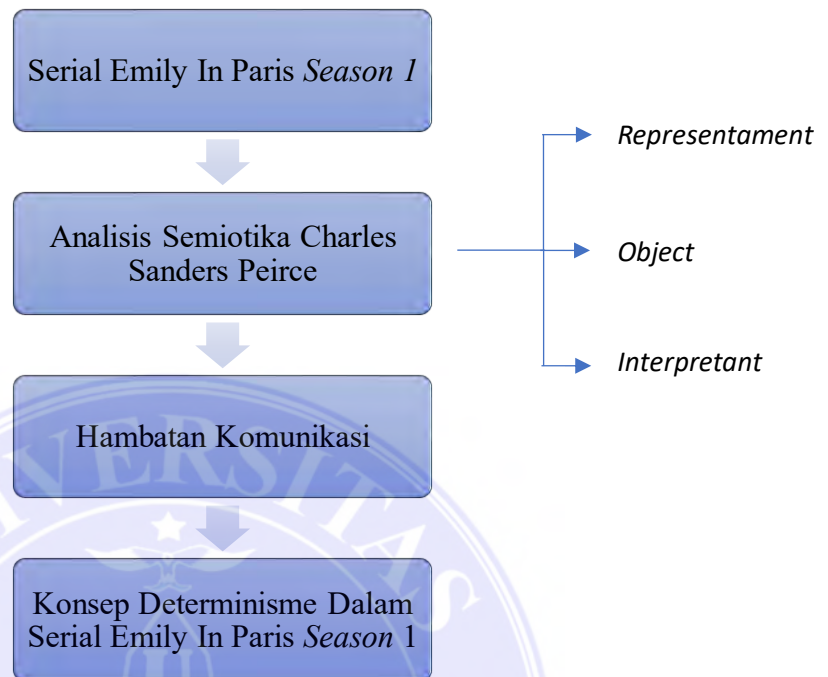 Serial Emily In Paris Season 1
Analisis Semiotika Charles
Sanders Peirce
Representament
Object
Interpretant
Hambatan Komunikasi
Konsep Determinisme Dalam
Serial Emily In Paris Season 1
IVERSITAS
U